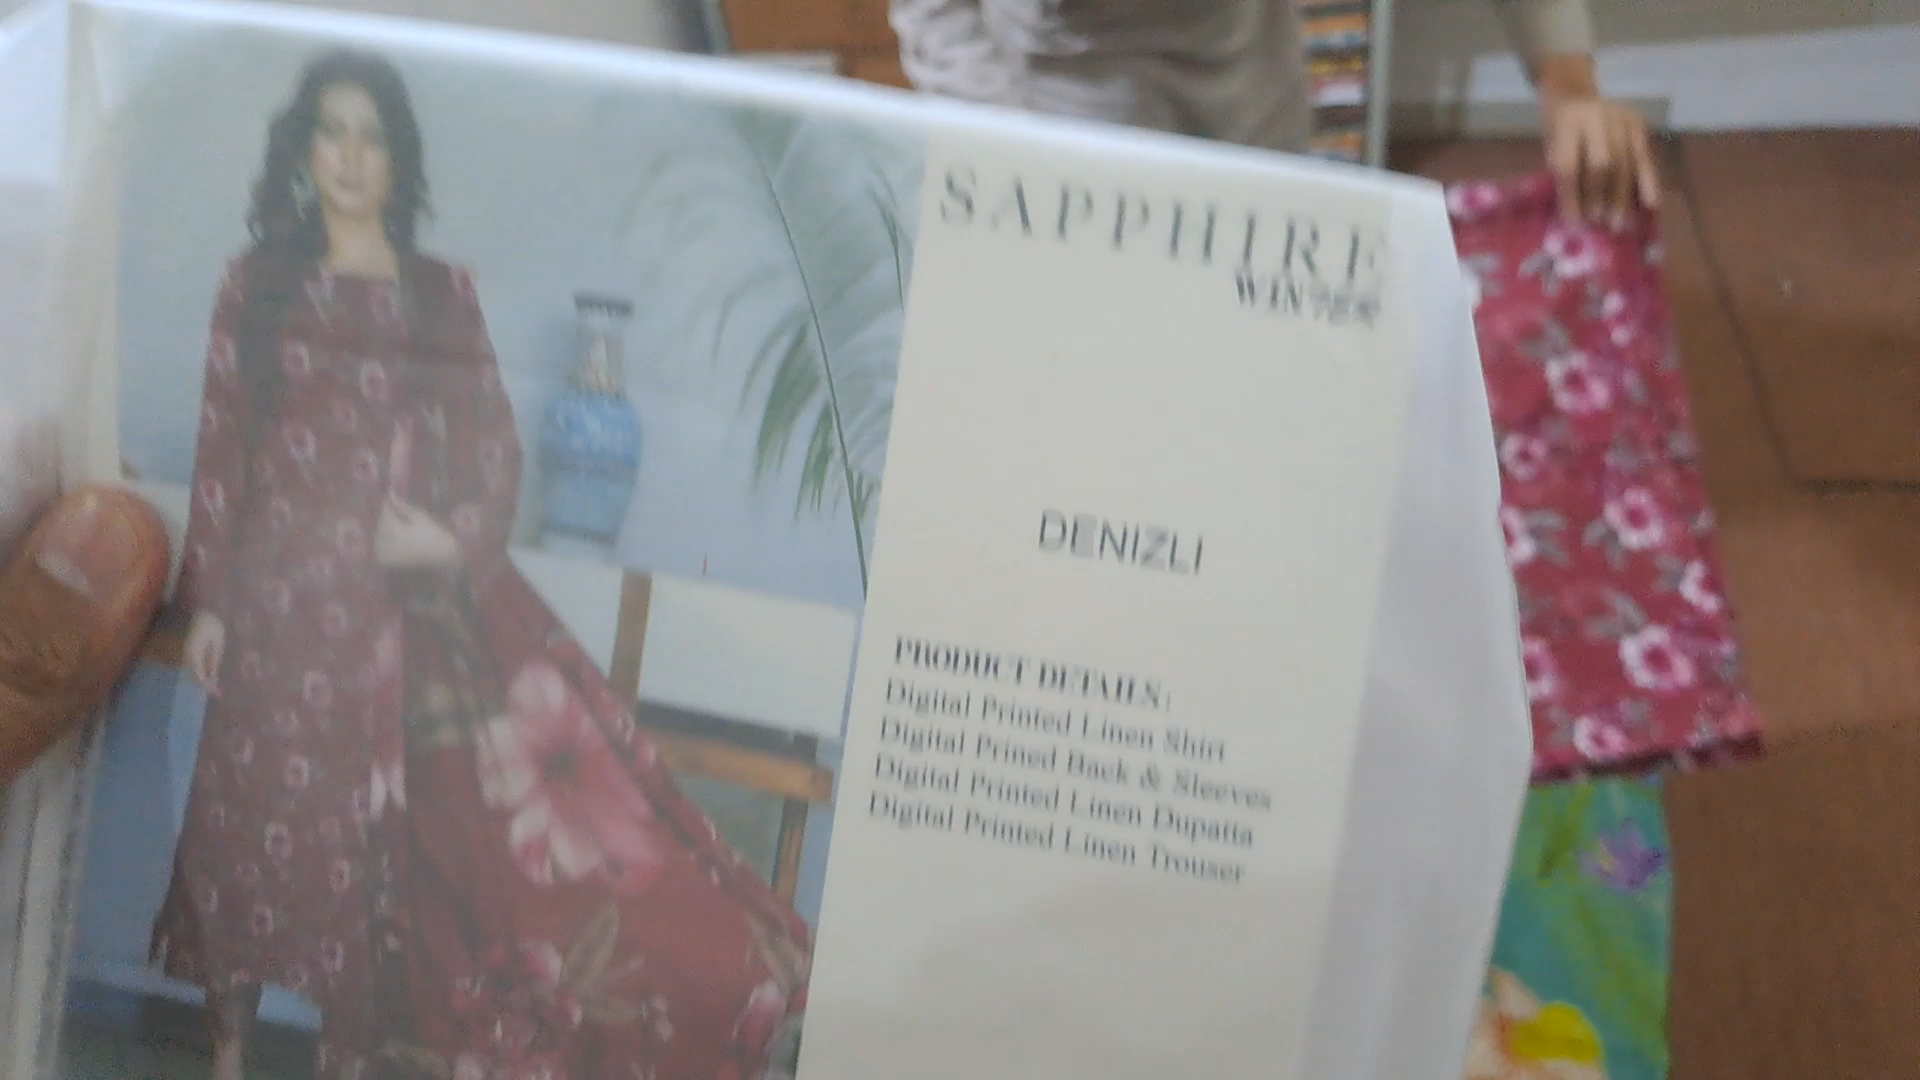 SAPPHIRE
WINTER
DENIZLI
PRODUCT DETAILS:
Digital Printed Linen Shirt
Digital Prined Back & Sleeves
Digital Printed Linen Dupatta
Digital Printed Linen Trouser